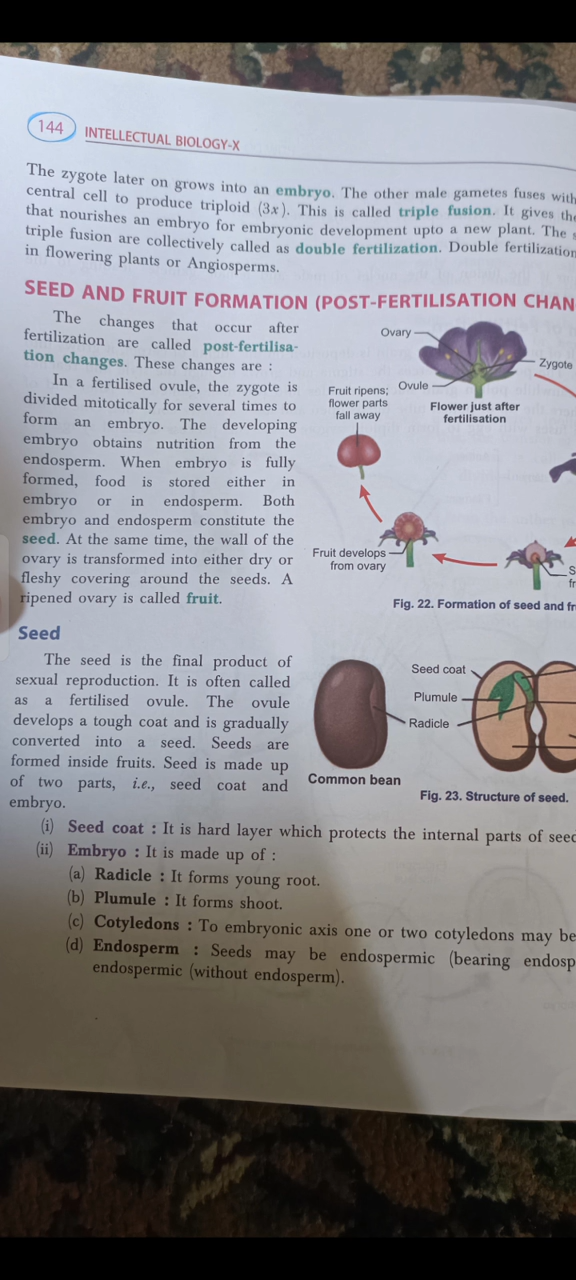 144 INTELLECTUAL BIOLOGY-X
The zygote later on grows into an embryo. The other male gametes fuses with
central cell to produce triploid (3x). This is called triple fusion. It gives the
that nourishes an embryo for embryonic development upto a new plant. The
triple fusion are collectively called as double fertilization. Double fertilization
in flowering plants or Angiosperms.
SEED AND FRUIT FORMATION (POST-FERTILISATION CHAN
The changes that occur after
fertilization are called post-fertilisa-
tion changes. These changes are :
In a fertilised ovule, the zygote is
divided mitotically for several times to
form an embryo. The developing
embryo obtains nutrition from the
endosperm. When embryo is fully
formed, food is stored either in
embryo or in endosperm. Both
embryo and endosperm constitute the
seed. At the same time, the wall of the
ovary is transformed into either dry or
fleshy covering around the seeds. A
ripened ovary is called fruit.
Ovary
Zygote
Ovule
Flower just after
fertilisation
Fruit ripens;
flower parts
fall away
Fruit develops
from ovary
S
fr
Fig. 22. Formation of seed and fr
Seed
The seed is the final product of
sexual reproduction. It is often called
as a fertilised ovule. The ovule
develops a tough coat and is gradually
converted into a seed. Seeds are
formed inside fruits. Seed is made up
of two parts, i.e., seed coat and
embryo.
Seed coat
Plumule
Radicle
Common bean
Fig. 23. Structure of seed.
(i) Seed coat : It is hard layer which protects the internal parts of seed
(ii) Embryo : It is made up of :
(a) Radicle : It forms young root.
(b) Plumule : It forms shoot.
(c) Cotyledons : To embryonic axis one or two cotyledons may be
(d) Endosperm : Seeds may be endospermic (bearing endosp
endospermic (without endosperm).